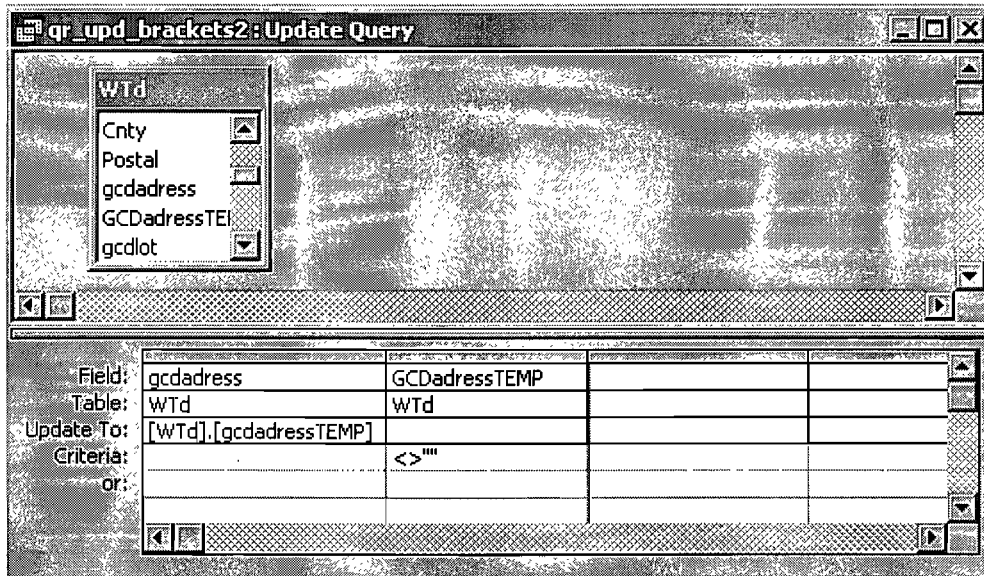 qr_upd_brackets2 : Update Query
WTd
Cnty
Postal
gcdadress
GCDadressTEI
gcdlot
Field: gcdadress GCDadressTEMP
Table: WTd WTd
Update To: [WTd].[gcdadressTEMP]
Criteria: <>""
or: